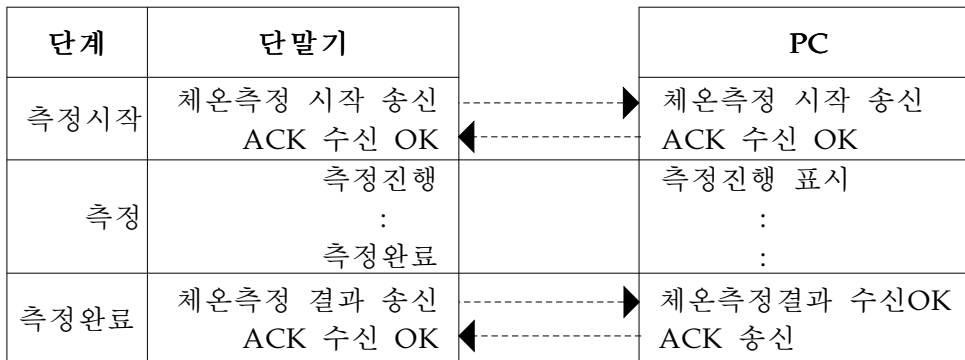 단계 단말기 PC
측정시작 체온측정 시작 송신 체온측정 시작 송신
ACK 수신 OK ACK 수신 OK
측정 측정진행 측정진행 표시
: :
측정완료 :
측정완료 체온측정 결과 송신 체온측정결과 수신OK
ACK 수신 OK ACK 송신